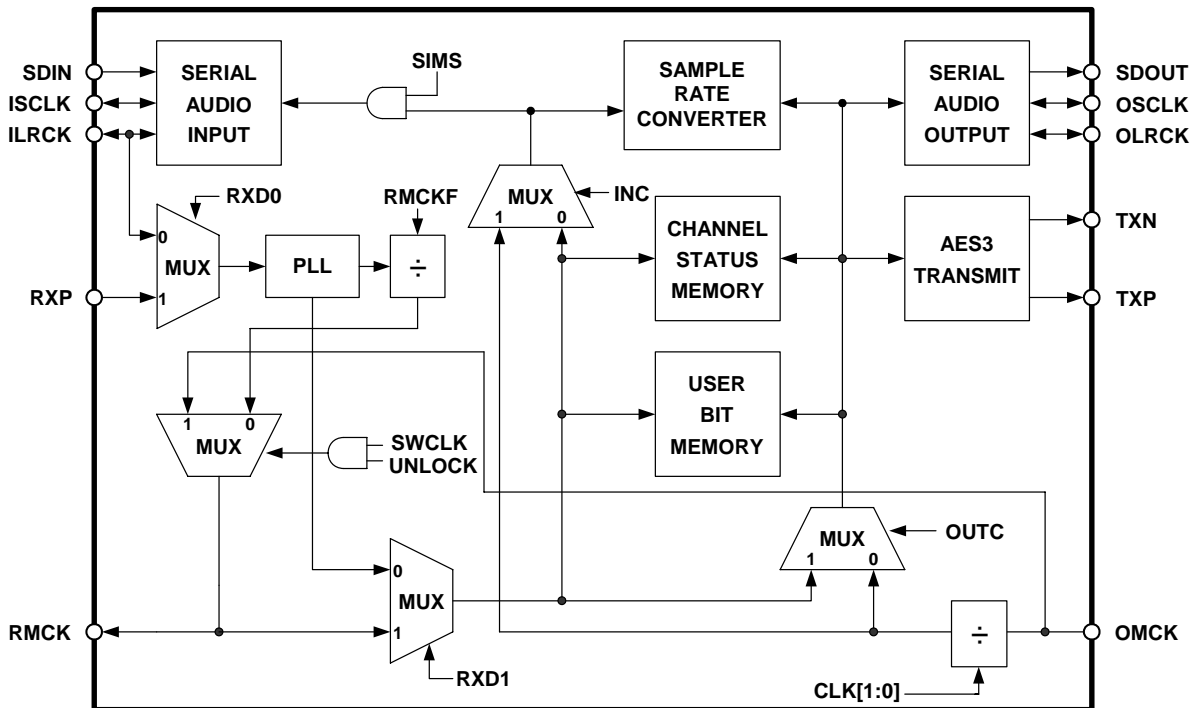 SIMS
SDIN
ISCLK
ILRCK
SERIAL
AUDIO
INPUT
SAMPLE
RATE
CONVERTER
SERIAL
AUDIO
OUTPUT
SDOUT
OSCLK
OLRCK
RXD0
RMCKF
MUX
1
0
INC
CHANNEL
STATUS
MEMORY
AES3
TRANSMIT
TXN
TXP
RXP
0
MUX
1
PLL
÷
1
0
MUX
SWCLK
UNLOCK
USER
BIT
MEMORY
MUX
1
0
OUTC
RMCK
0
MUX
1
RXD1
÷
CLK[1:0]
OMCK